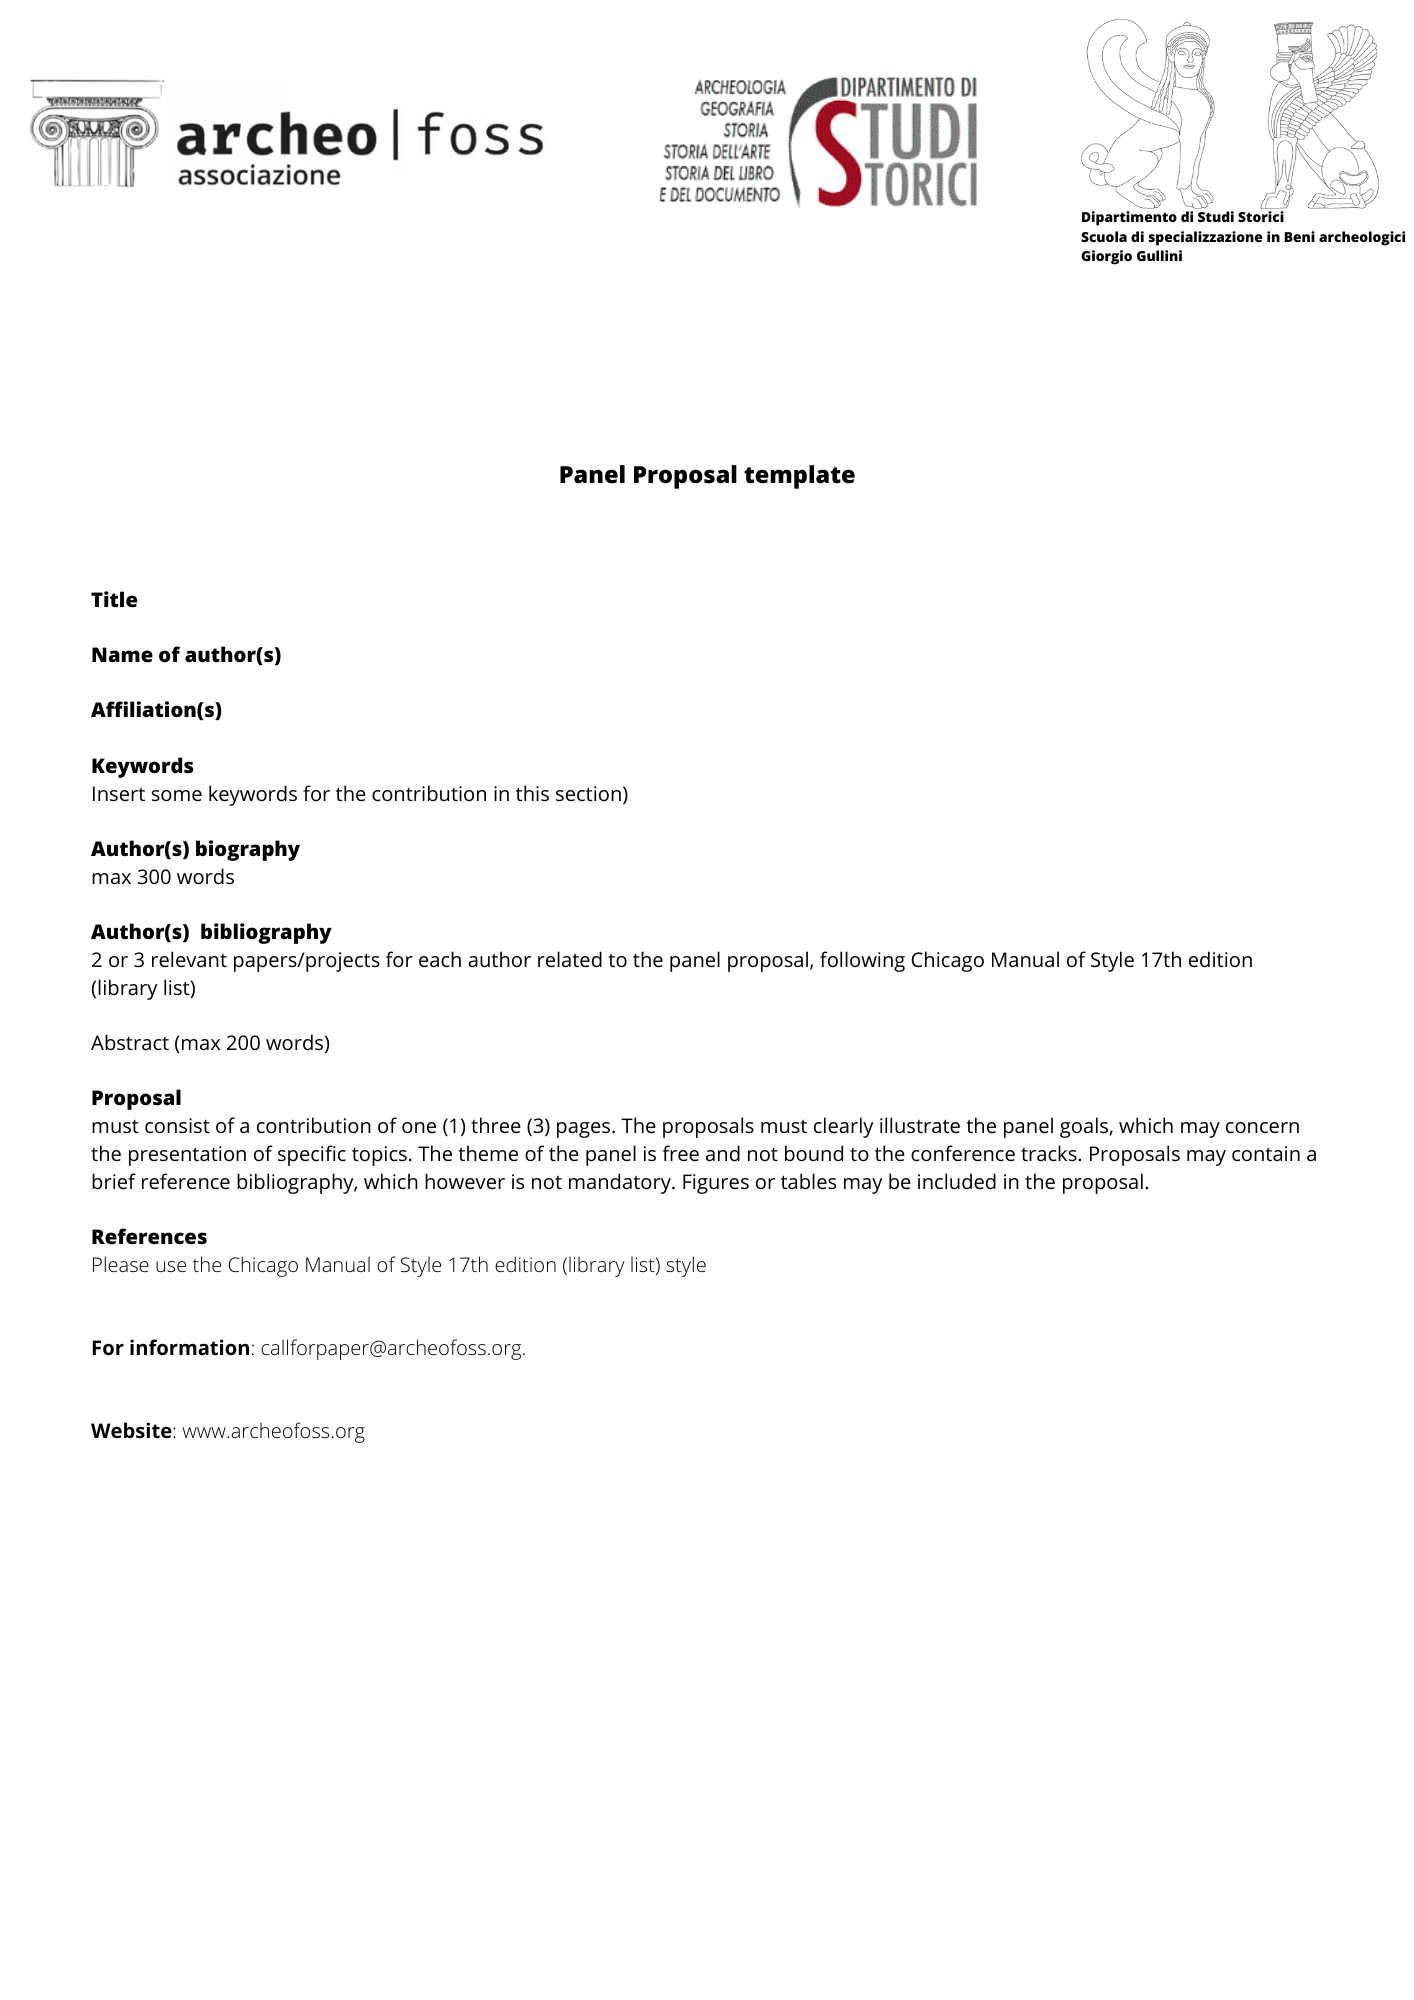 archeo | foss
associazione
ARCHEOLOGIA
GEOGRAFIA
STORIA
STORIA DELL'ARTE
STORIA DEL LIBRO
E DEL DOCUMENTO
DIPARTIMENTO DI
STUDI
STORICI
Dipartimento di Studi Storici
Scuola di specializzazione in Beni archeologici
Giorgio Gullini
Panel Proposal template
Title
Name of author(s)
Affiliation(s)
Keywords
Insert some keywords for the contribution in this section)
Author(s) biography
max 300 words
Author(s)  bibliography
2 or 3 relevant papers/projects for each author related to the panel proposal, following Chicago Manual of Style 17th edition
(library list)
Abstract (max 200 words)
Proposal
must consist of a contribution of one (1) three (3) pages. The proposals must clearly illustrate the panel goals, which may concern
the presentation of specific topics. The theme of the panel is free and not bound to the conference tracks. Proposals may contain a
brief reference bibliography, which however is not mandatory. Figures or tables may be included in the proposal.
References
Please use the Chicago Manual of Style 17th edition (library list) style
For information: callforpaper@archeofoss.org.
Website: www.archeofoss.org